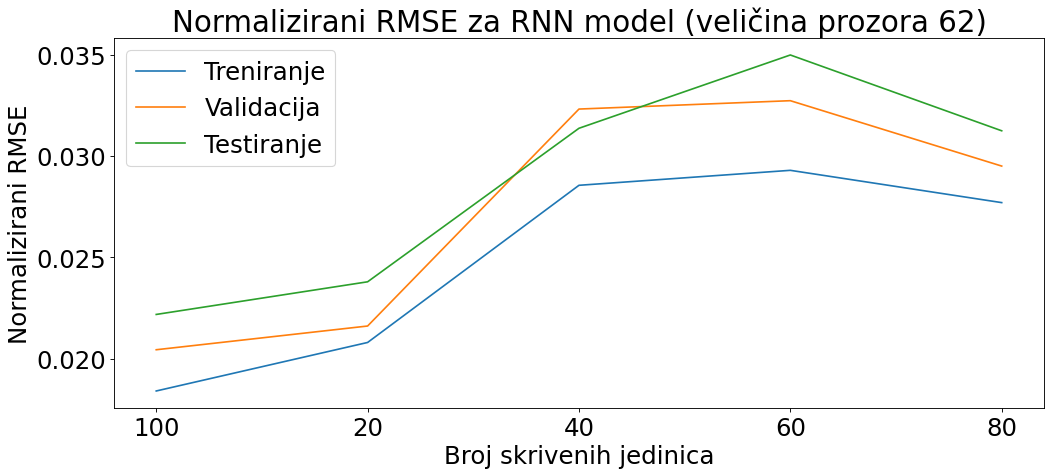 Normalizirani RMSE za RNN model (veličina prozora 62)
Treniranje
Validacija
Testiranje
Normalizirani RMSE
0.035
0.030
0.025
0.020
100 20 40 60 80
Broj skrivenih jedinica